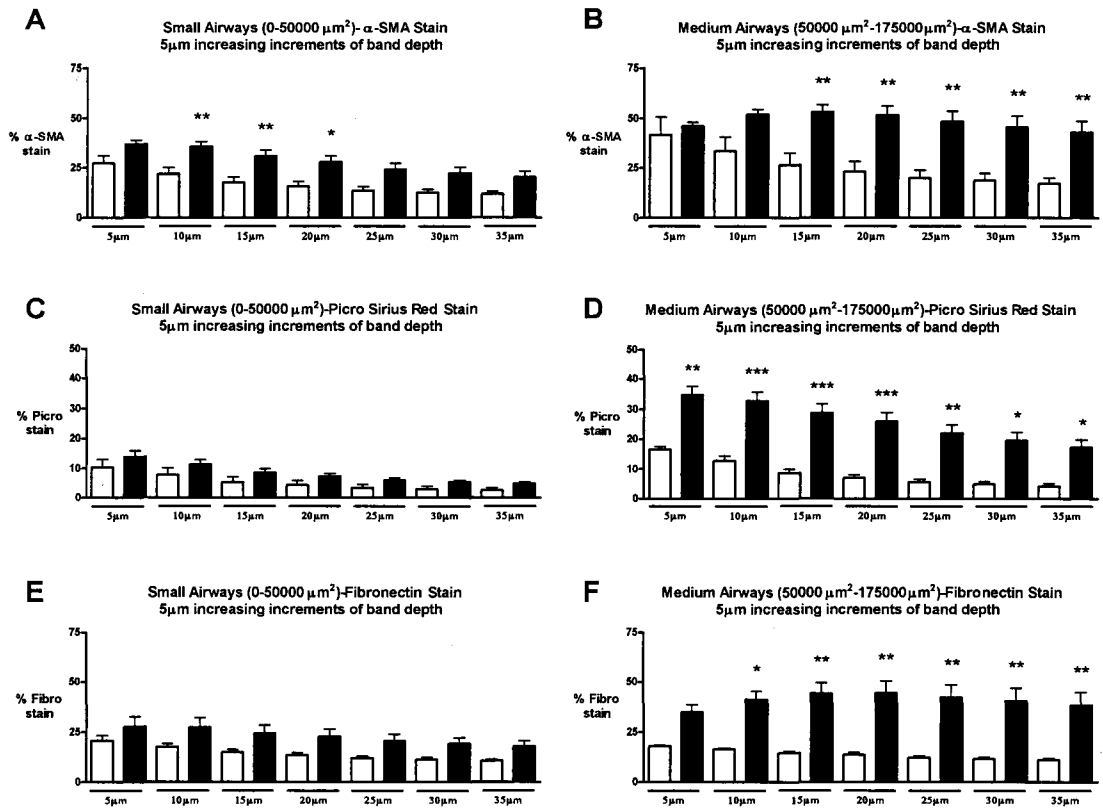 A
Small Airways (0-50000 μm²)- α-SMA Stain
5μm increasing increments of band depth
75
50
25
0
% α-SMA
stain
** ** *
5μm 10μm 15μm 20μm 25μm 30μm 35μm
B
Medium Airways (50000 μm²-175000μm²)-α-SMA Stain
5μm increasing increments of band depth
75
50
25
0
% α-SMA
stain
** ** ** ** **
5μm 10μm 15μm 20μm 25μm 30μm 35μm
C
Small Airways (0-50000 μm²)-Picro Sirius Red Stain
5μm increasing increments of band depth
50
40
30
20
10
0
% Picro
stain
5μm 10μm 15μm 20μm 25μm 30μm 35μm
D
Medium Airways (50000 μm²-175000μm²)-Picro Sirius Red Stain
5μm increasing increments of band depth
50
40
30
20
10
0
% Picro
stain
** *** *** *** ** * *
5μm 10μm 15μm 20μm 25μm 30μm 35μm
E
Small Airways (0-50000 μm²)-Fibronectin Stain
5μm increasing increments of band depth
75
50
25
0
% Fibro
stain
5μm 10μm 15μm 20μm 25μm 30μm 35μm
F
Medium Airways (50000 μm²-175000μm²)-Fibronectin Stain
5μm increasing increments of band depth
75
50
25
0
% Fibro
stain
* ** ** ** ** **
5μm 10μm 15μm 20μm 25μm 30μm 35μm